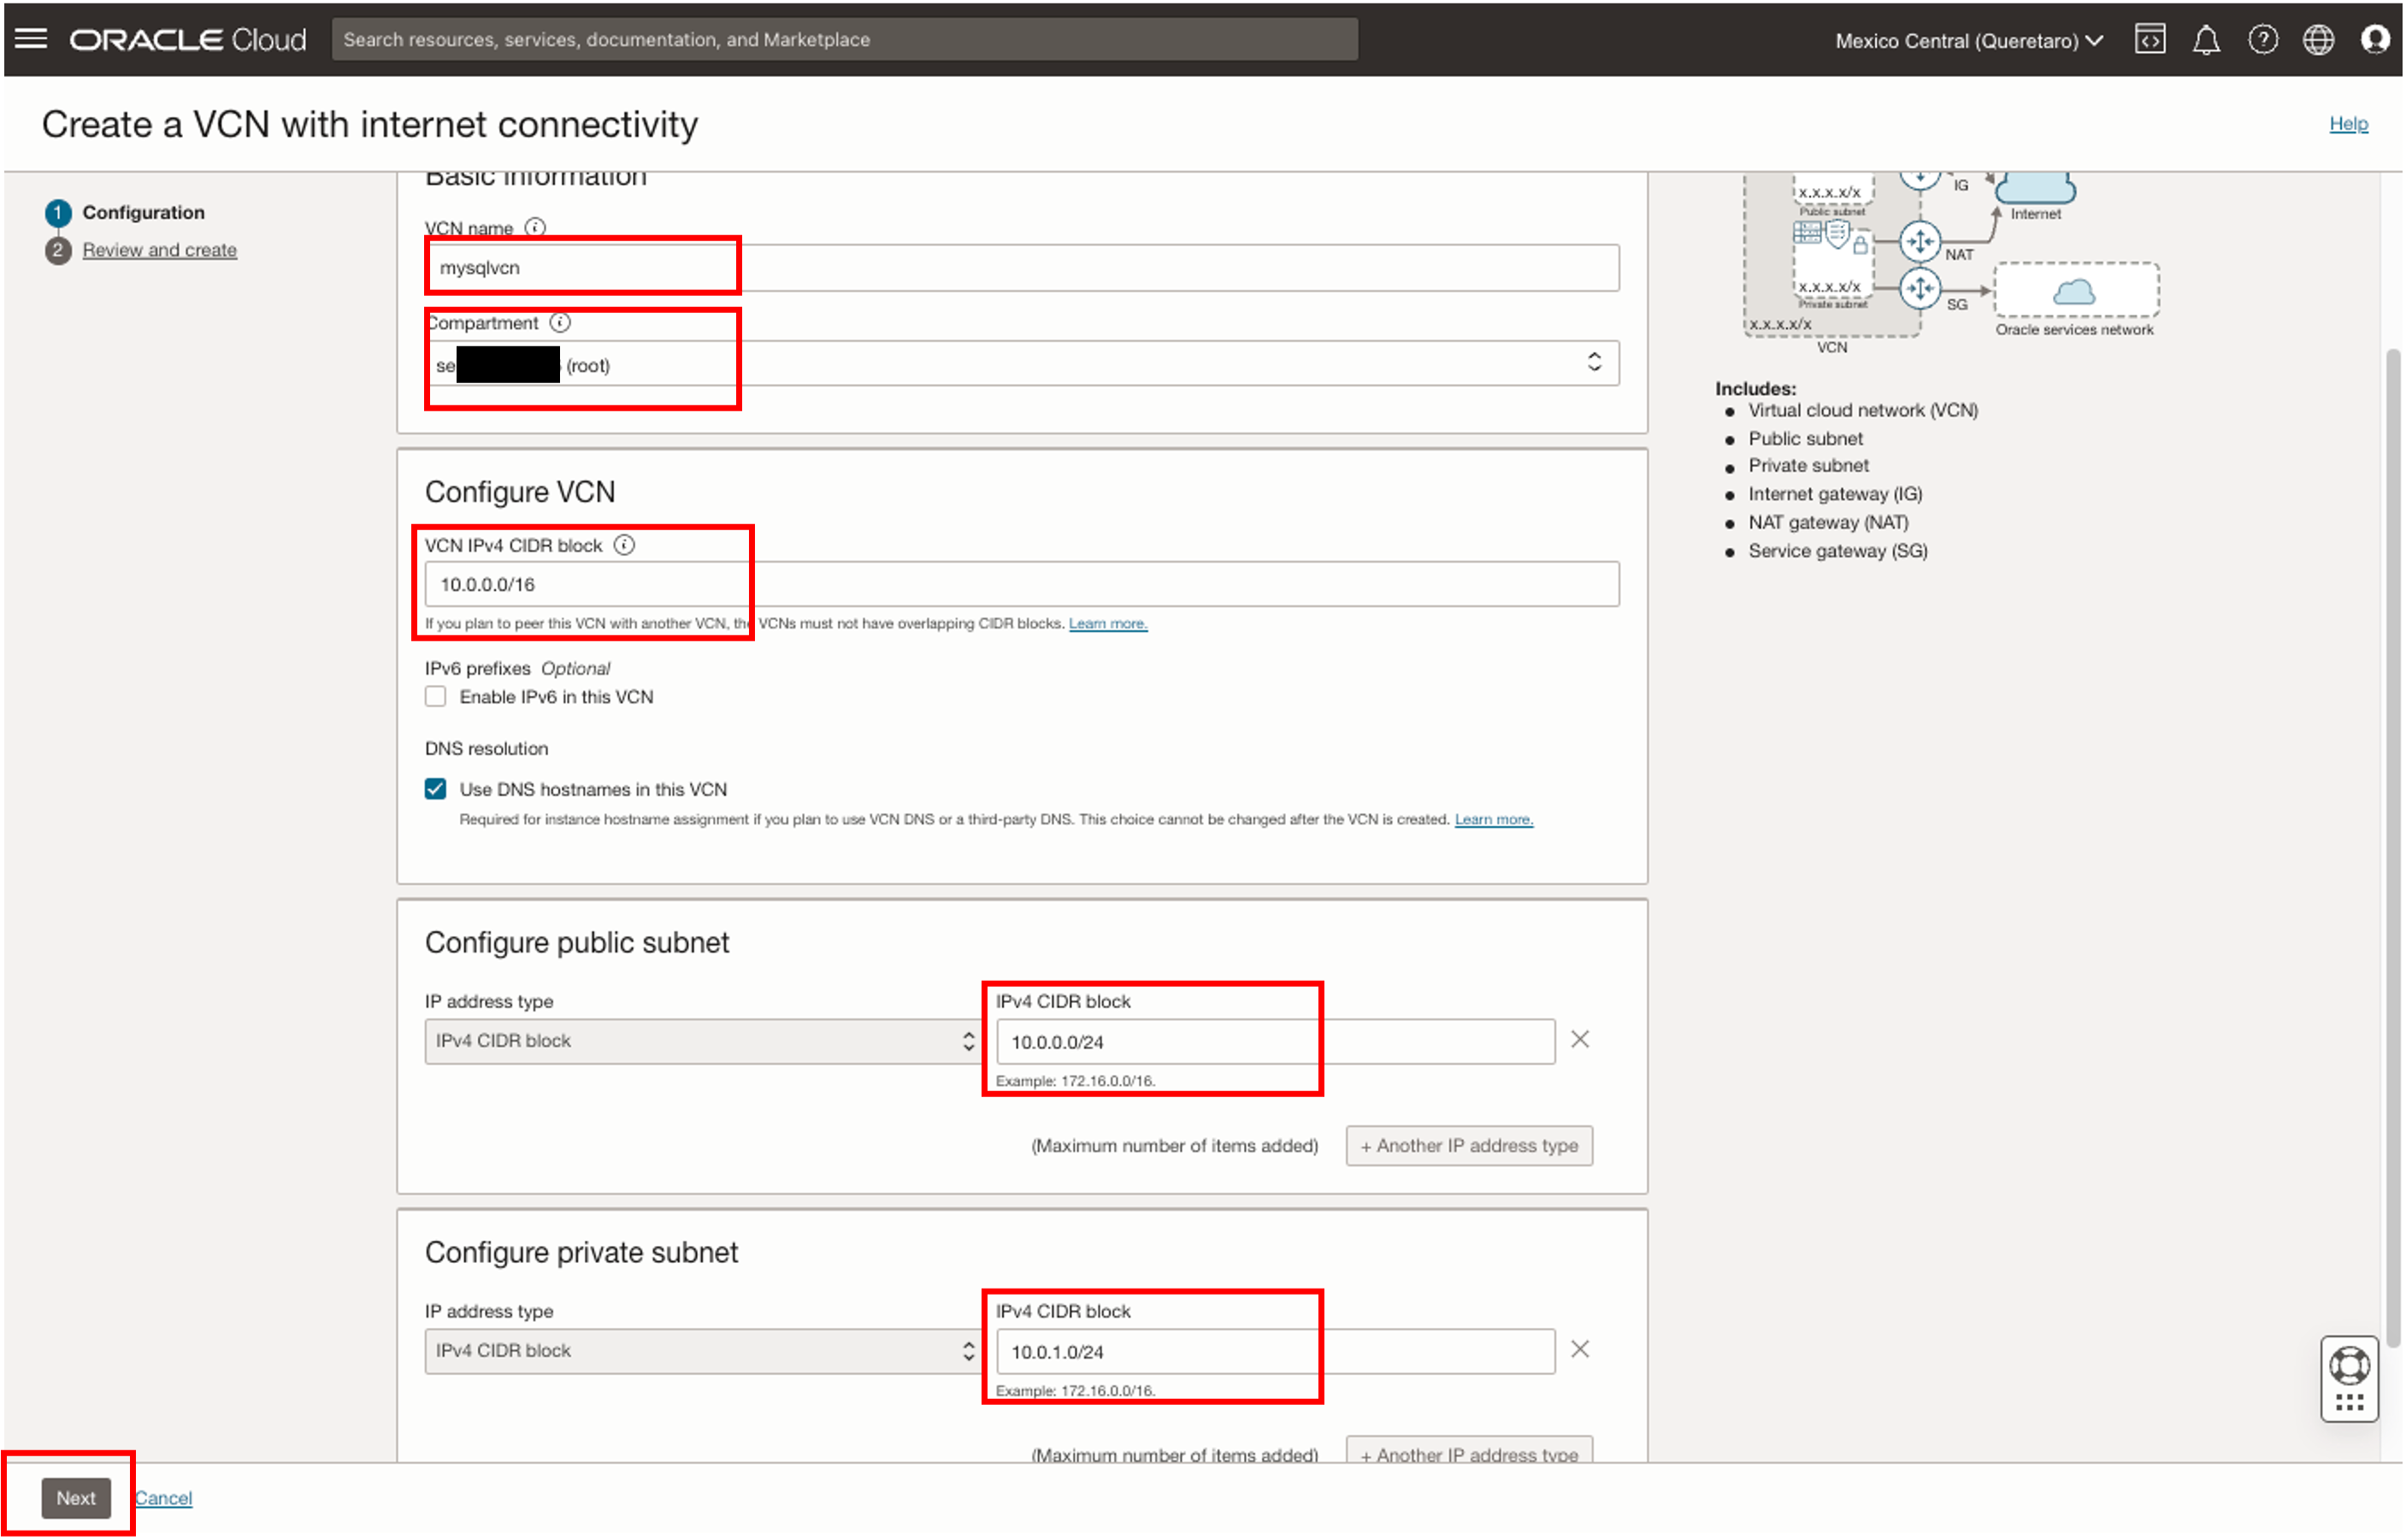 ORACLE Cloud
Search resources, services, documentation, and Marketplace
Mexico Central (Queretaro)
Create a VCN with internet connectivity
Help
1 Configuration
2 Review and create
Basic information
VCN name
mysqlvcn
Compartment
se (root)
Configure VCN
VCN IPv4 CIDR block
10.0.0.0/16
If you plan to peer this VCN with another VCN, the VCNs must not have overlapping CIDR blocks. Learn more.
IPv6 prefixes Optional
Enable IPv6 in this VCN
DNS resolution
Use DNS hostnames in this VCN
Required for instance hostname assignment if you plan to use VCN DNS or a third-party DNS. This choice cannot be changed after the VCN is created. Learn more.
Configure public subnet
IP address type
IPv4 CIDR block
IPv4 CIDR block
10.0.0.0/24
Example: 172.16.0.0/16.
(Maximum number of items added)
+ Another IP address type
Configure private subnet
IP address type
IPv4 CIDR block
IPv4 CIDR block
10.0.1.0/24
Example: 172.16.0.0/16.
(Maximum number of items added)
+ Another IP address type
x.x.x.x/x
Public subnet
IG
Internet
NAT
x.x.x.x/x
Private subnet
SG
Oracle services network
x.x.x.x/x
VCN
Includes:
Virtual cloud network (VCN)
Public subnet
Private subnet
Internet gateway (IG)
NAT gateway (NAT)
Service gateway (SG)
Next
Cancel